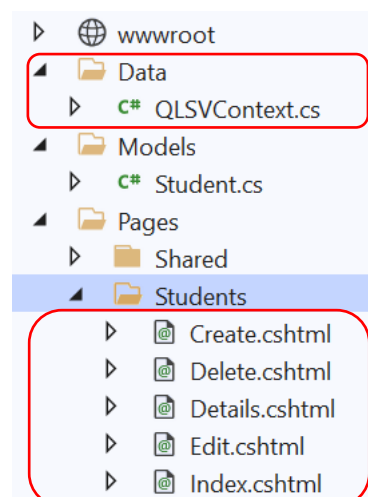 wwwroot
Data
C# QLSVContext.cs
Models
C# Student.cs
Pages
Shared
Students
@ Create.cshtml
@ Delete.cshtml
@ Details.cshtml
@ Edit.cshtml
@ Index.cshtml